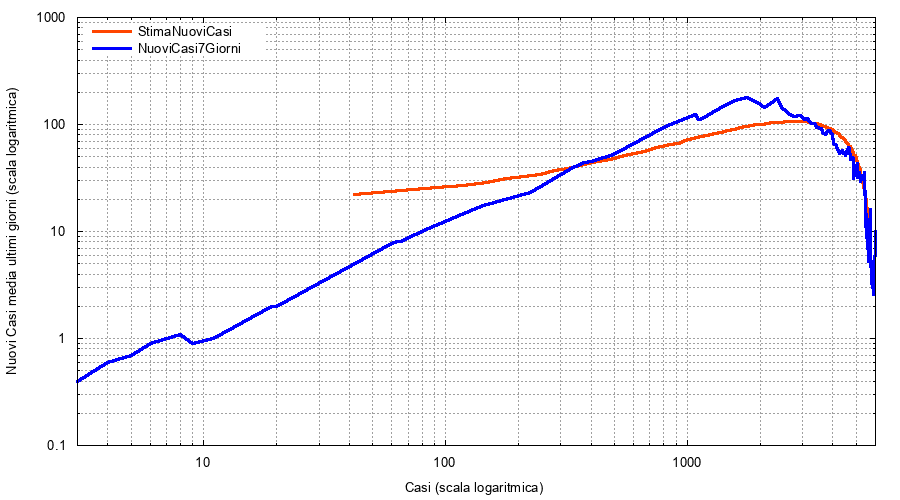 1000
StimaNuoviCasi
NuoviCasi7Giorni
100
10
1
0.1
Nuovi Casi media ultimi giorni (scala logaritmica)
10
100
1000
Casi (scala logaritmica)